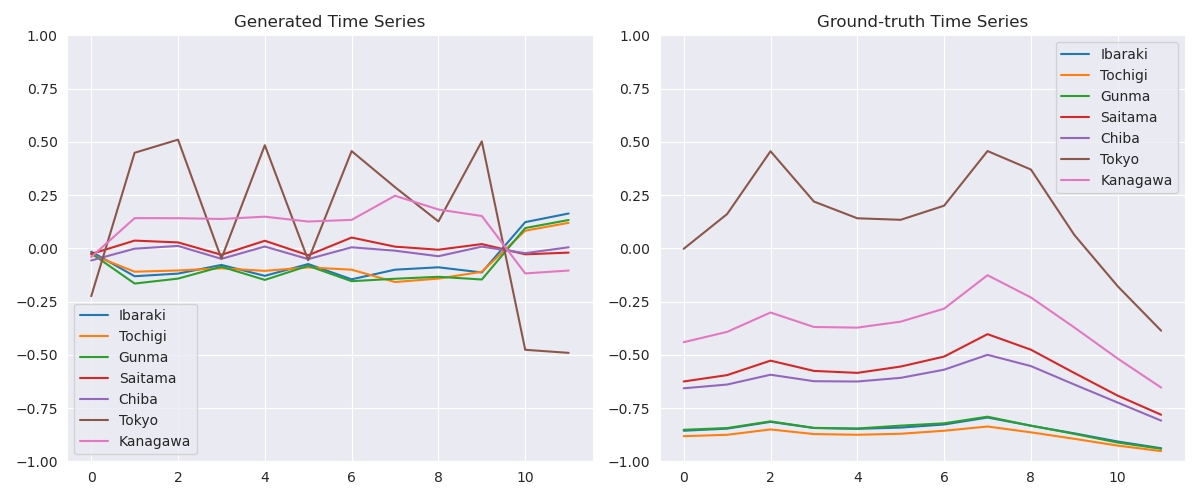 Generated Time Series
1.00
0.75
0.50
0.25
0.00
−0.25
−0.50
−0.75
−1.00
0 2 4 6 8 10
Ibaraki
Tochigi
Gunma
Saitama
Chiba
Tokyo
Kanagawa
Ground-truth Time Series
1.00
0.75
0.50
0.25
0.00
−0.25
−0.50
−0.75
−1.00
0 2 4 6 8 10
Ibaraki
Tochigi
Gunma
Saitama
Chiba
Tokyo
Kanagawa